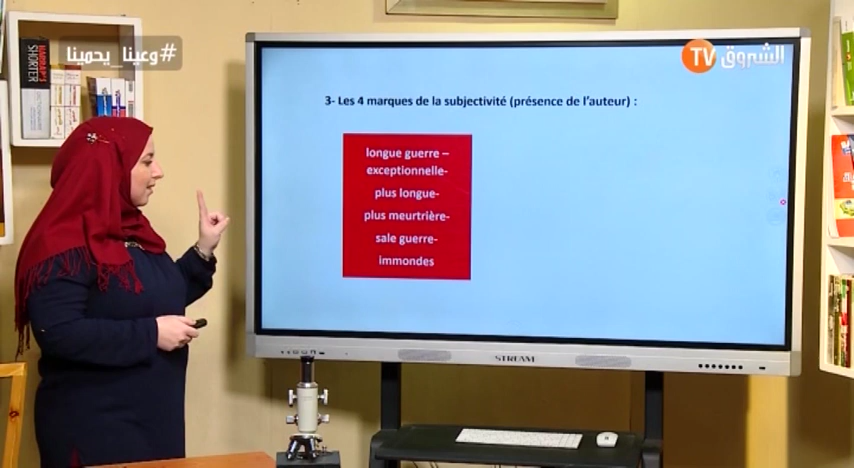 #وعينا_يحمينا
الشروق TV
SHORTER
3- Les 4 marques de la subjectivité (présence de l'auteur) :
longue guerre –
exceptionnelle-
plus longue-
plus meurtrière-
sale guerre-
immondes
STREAM